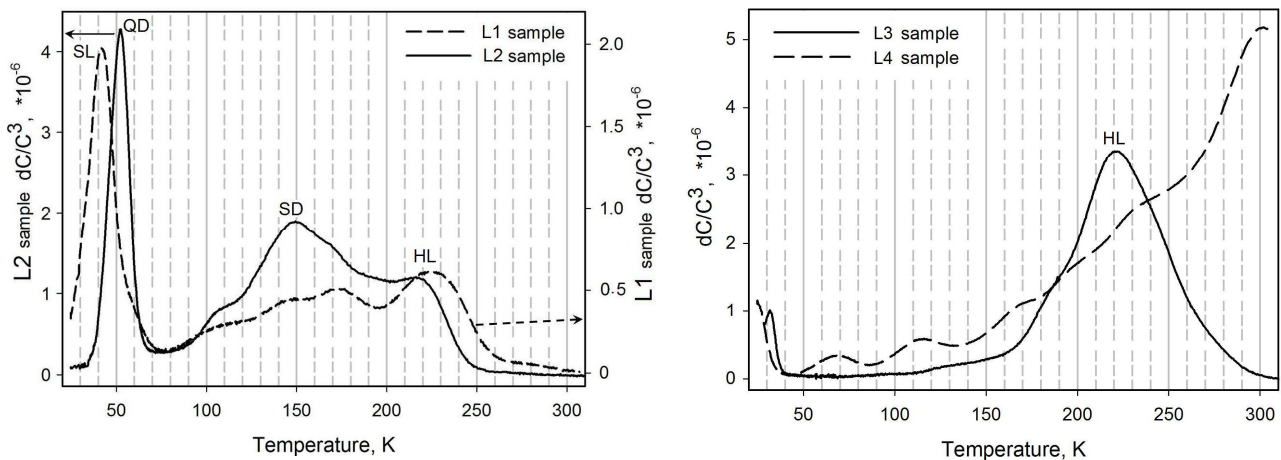 QD
SL
SD
HL
L1 sample
L2 sample
L2 sample dC/C³, *10⁻⁶
4
3
2
1
0
L1 sample dC/C³, *10⁻⁶
2.0
1.5
1.0
0.5
0
50
100
150
200
250
300
Temperature, K
L3 sample
L4 sample
HL
dC/C³, *10⁻⁶
5
4
3
2
1
0
50
100
150
200
250
300
Temperature, K